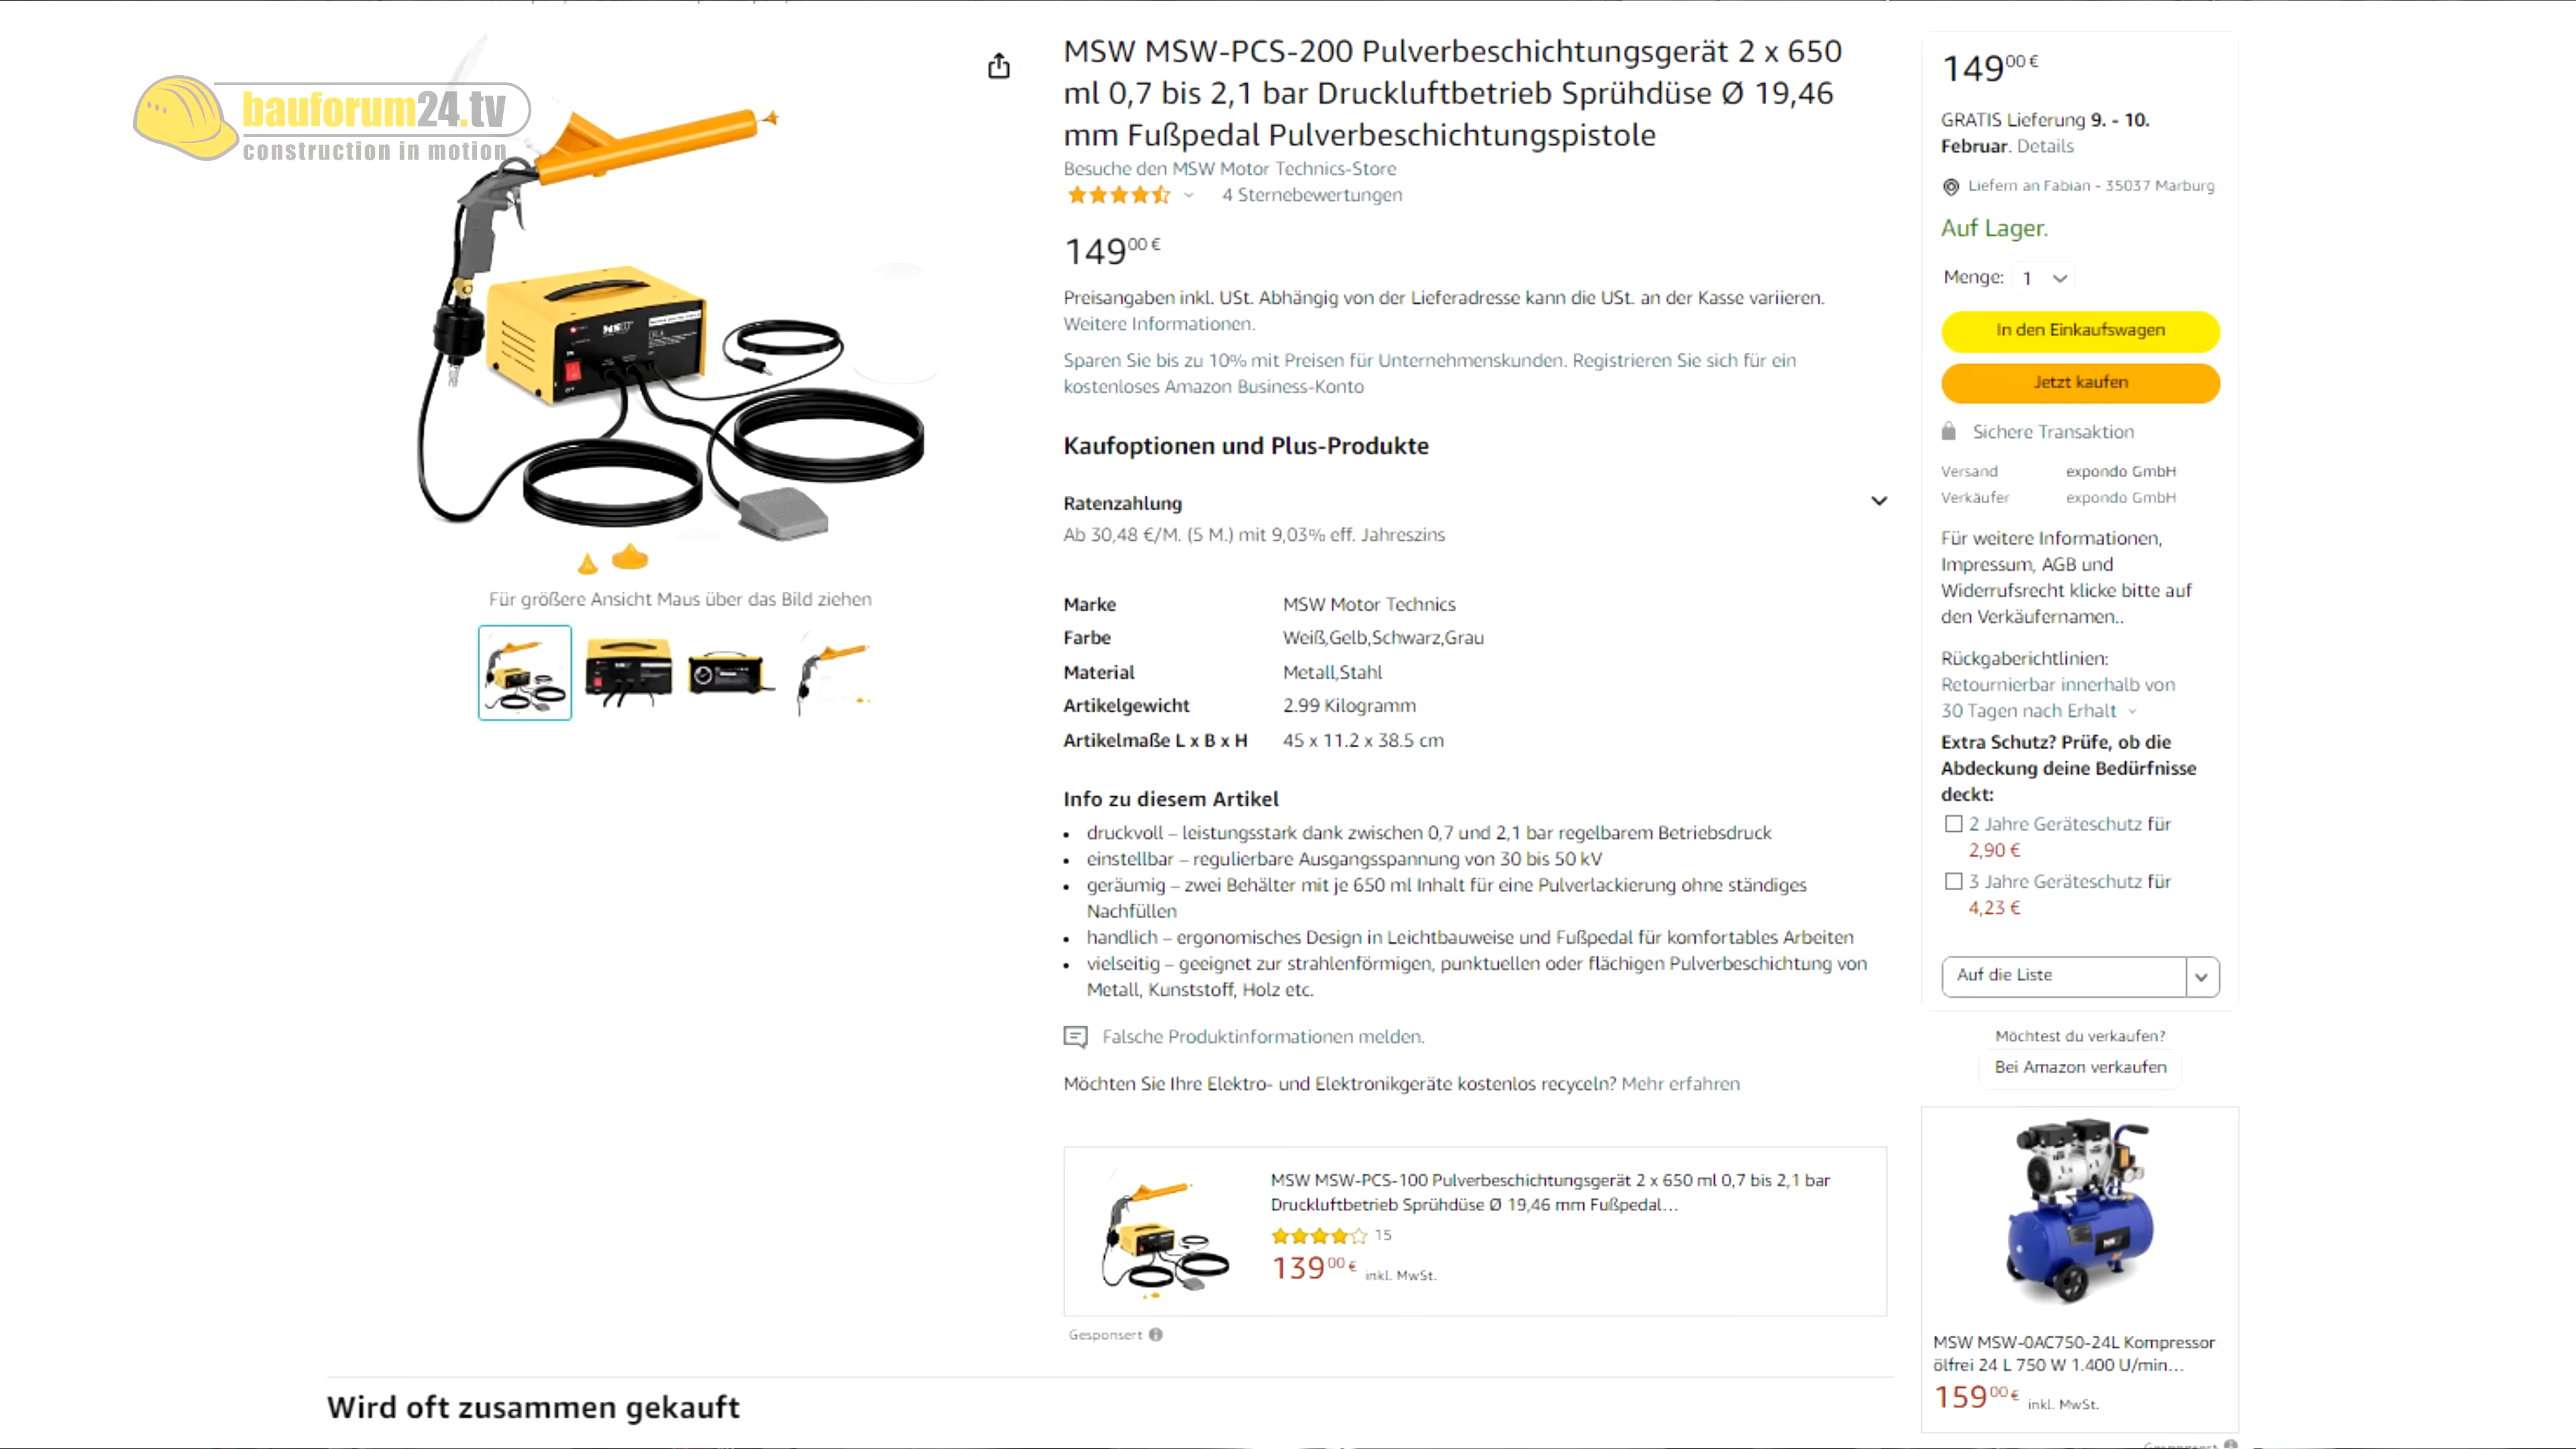 bauforum24.tv
construction in motion
MSW MSW-PCS-200 Pulverbeschichtungsgerät 2 x 650
ml 0,7 bis 2,1 bar Druckluftbetrieb Sprühdüse Ø 19,46
mm Fußpedal Pulverbeschichtungspistole
Besuche den MSW Motor Technics-Store
4 Sternebewertungen
149⁰⁰ €
Preisangaben inkl. USt. Abhängig von der Lieferadresse kann die USt. an der Kasse variieren.
Weitere Informationen.
Sparen Sie bis zu 10% mit Preisen für Unternehmenskunden. Registrieren Sie sich für ein
kostenloses Amazon Business-Konto
Kaufoptionen und Plus-Produkte
Ratenzahlung
Ab 30,48 €/M. (5 M.) mit 9,03% eff. Jahreszins
Für größere Ansicht Maus über das Bild ziehen
Marke MSW Motor Technics
Farbe Weiß,Gelb,Schwarz,Grau
Material Metall,Stahl
Artikelgewicht 2.99 Kilogramm
Artikelmaße L x B x H 45 x 11.2 x 38.5 cm
Info zu diesem Artikel
• druckvoll – leistungsstark dank zwischen 0,7 und 2,1 bar regelbarem Betriebsdruck
• einstellbar – regulierbare Ausgangsspannung von 30 bis 50 kV
• geräumig – zwei Behälter mit je 650 ml Inhalt für eine Pulverlackierung ohne ständiges
Nachfüllen
• handlich – ergonomisches Design in Leichtbauweise und Fußpedal für komfortables Arbeiten
• vielseitig – geeignet zur strahlenförmigen, punktuellen oder flächigen Pulverbeschichtung von
Metall, Kunststoff, Holz etc.
Falsche Produktinformationen melden.
Möchten Sie Ihre Elektro- und Elektronikgeräte kostenlos recyceln? Mehr erfahren
MSW MSW-PCS-100 Pulverbeschichtungsgerät 2 x 650 ml 0,7 bis 2,1 bar
Druckluftbetrieb Sprühdüse Ø 19,46 mm Fußpedal...
15
139⁰⁰ € inkl. MwSt.
Gesponsert
Wird oft zusammen gekauft
149⁰⁰ €
GRATIS Lieferung 9. - 10.
Februar. Details
Liefern an Fabian - 35037 Marburg
Auf Lager.
Menge: 1
In den Einkaufswagen
Jetzt kaufen
Sichere Transaktion
Versand expondo GmbH
Verkäufer expondo GmbH
Für weitere Informationen,
Impressum, AGB und
Widerrufsrecht klicke bitte auf
den Verkäufernamen..
Rückgaberichtlinien:
Retournierbar innerhalb von
30 Tagen nach Erhalt
Extra Schutz? Prüfe, ob die
Abdeckung deine Bedürfnisse
deckt:
2 Jahre Geräteschutz für
2,90 €
3 Jahre Geräteschutz für
4,23 €
Auf die Liste
Möchtest du verkaufen?
Bei Amazon verkaufen
MSW MSW-0AC750-24L Kompressor
ölfrei 24 L 750 W 1.400 U/min...
159⁰⁰ € inkl. MwSt.